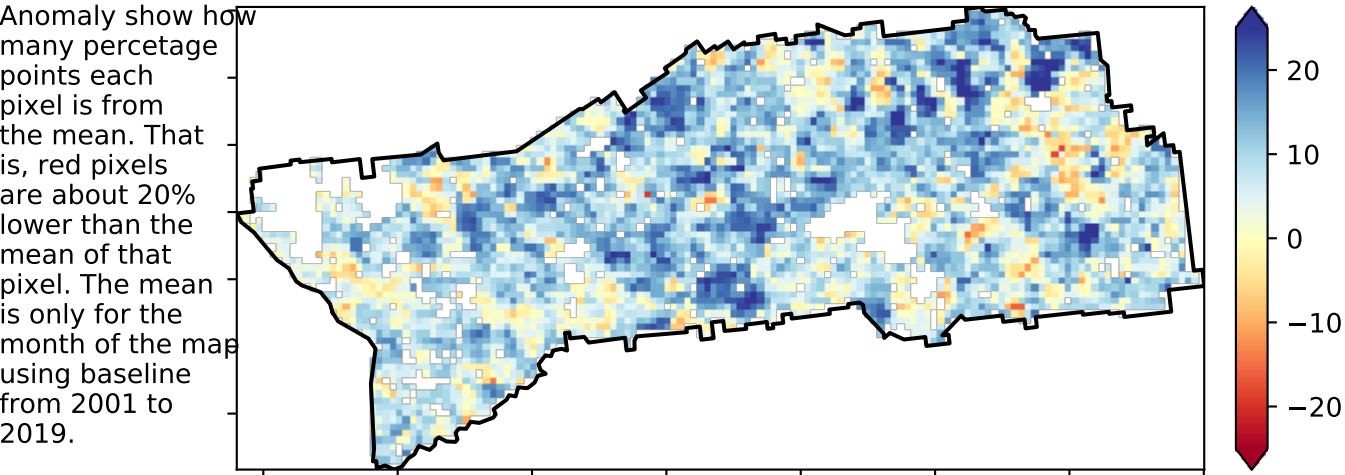 Anomaly show how
many percetage
points each
pixel is from
the mean. That
is, red pixels
are about 20%
lower than the
mean of that
pixel. The mean
is only for the
month of the map
using baseline
from 2001 to
2019.
20
10
0
−10
−20